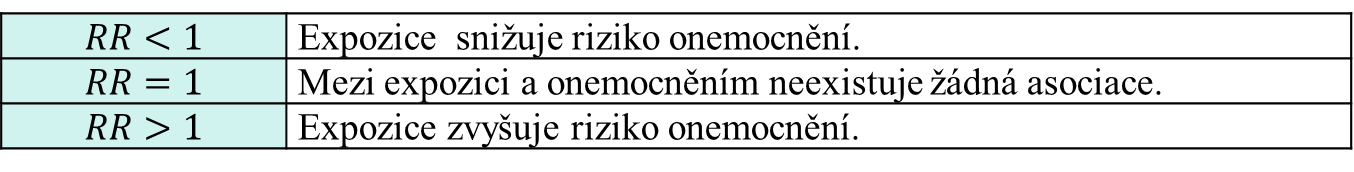 RR < 1 Expozice snižuje riziko onemocnění.
RR = 1 Mezi expozici a onemocněním neexistuje žádná asociace.
RR > 1 Expozice zvyšuje riziko onemocnění.